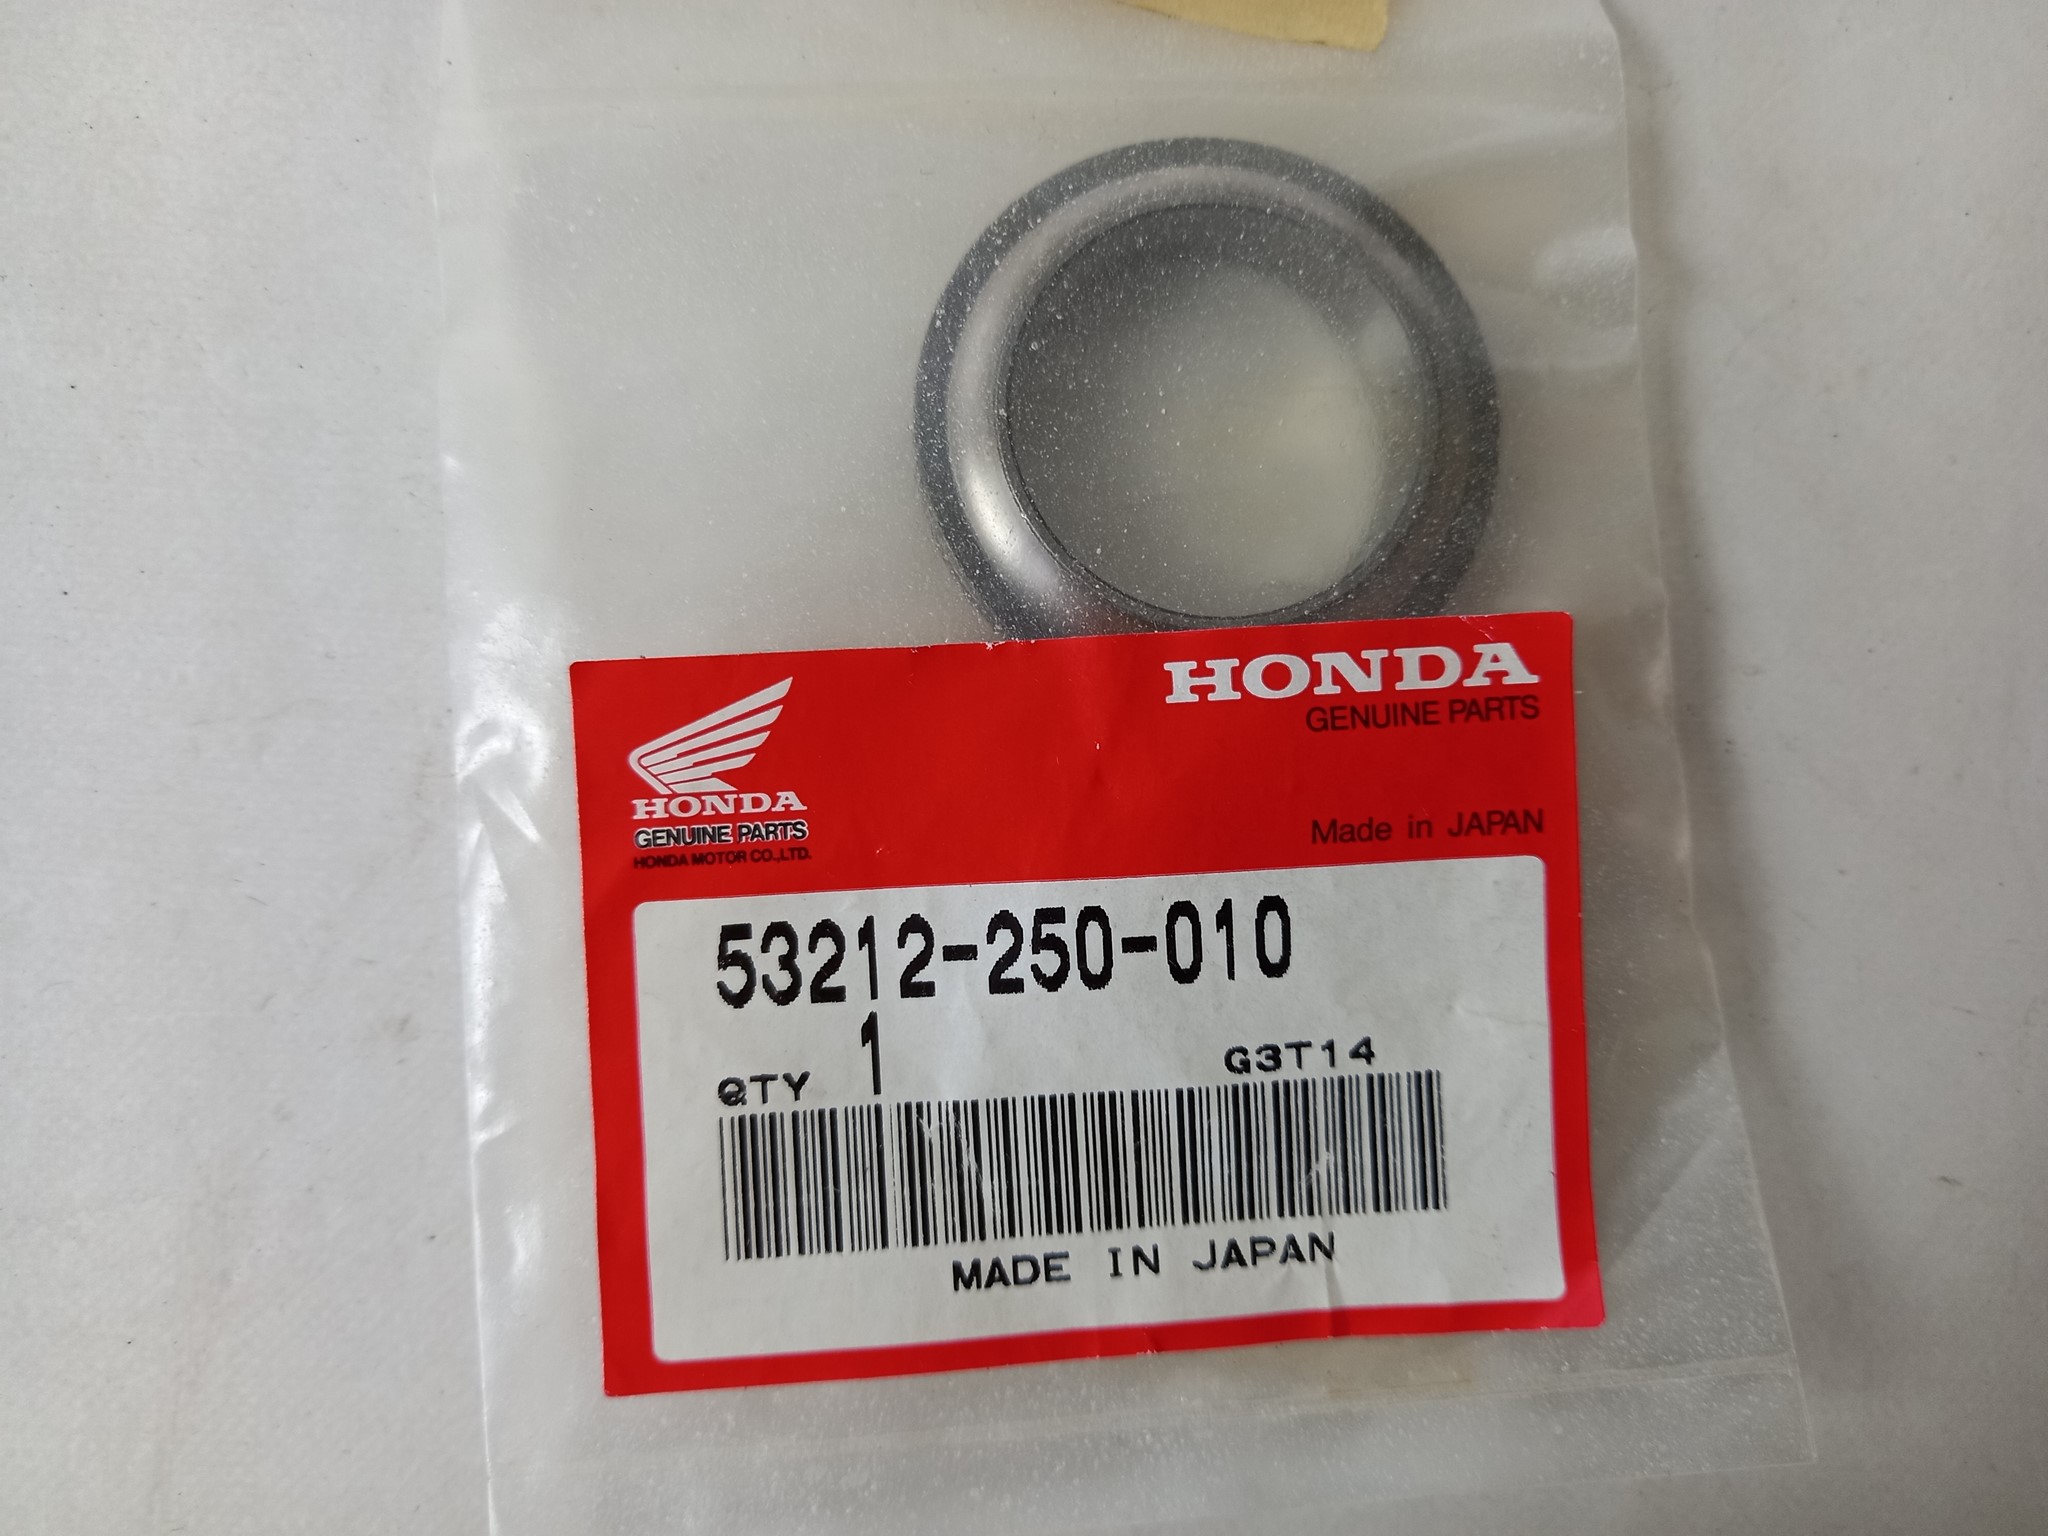 HONDA
GENUINE PARTS
HONDA
GENUINE PARTS
HONDA MOTOR CO.,LTD.
Made in JAPAN
53212-250-010
QTY 1 G3T14
MADE IN JAPAN